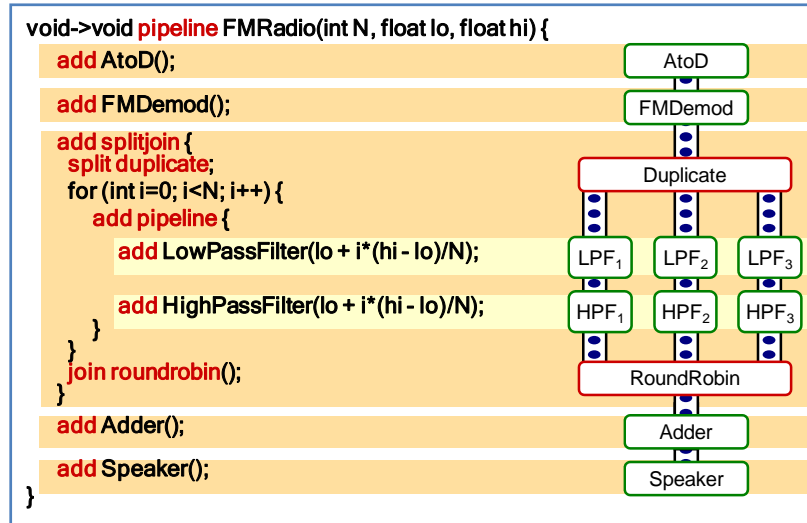 void->void pipeline FMRadio(int N, float lo, float hi) {
add AtoD();
AtoD
add FMDemod();
FMDemod
add splitjoin {
split duplicate;
Duplicate
for (int i=0; i<N; i++) {
add pipeline {
add LowPassFilter(lo + i*(hi - lo)/N);
LPF1 LPF2 LPF3
add HighPassFilter(lo + i*(hi - lo)/N);
HPF1 HPF2 HPF3
}
}
join roundrobin();
RoundRobin
}
add Adder();
Adder
add Speaker();
Speaker
}